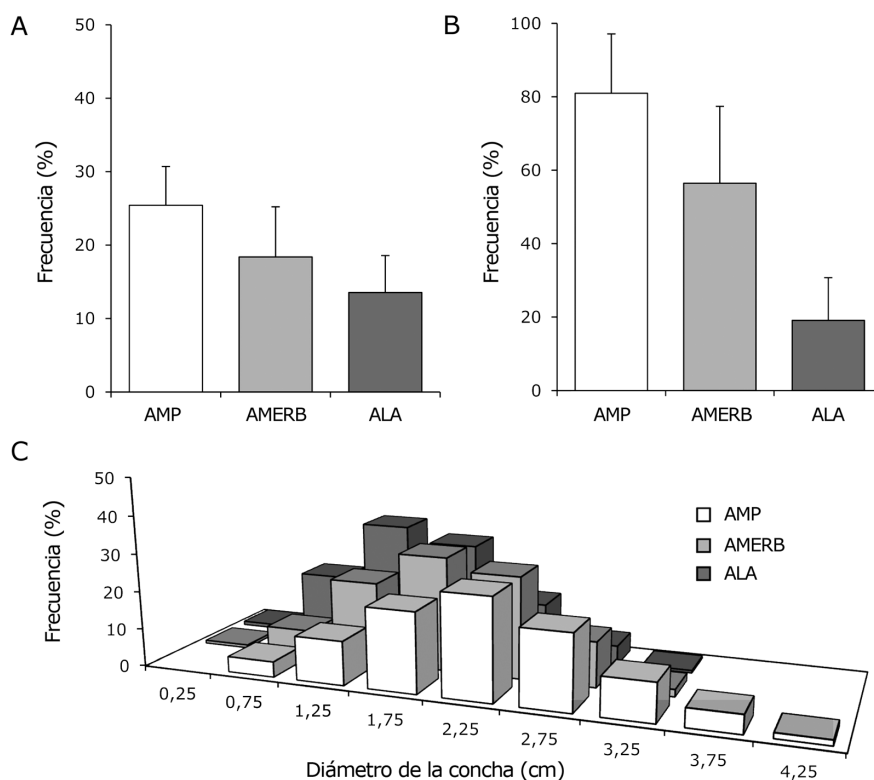 A
50
40
30
20
10
0
Frecuencia (%)
AMP
AMERB
ALA
B
100
80
60
40
20
0
Frecuencia (%)
AMP
AMERB
ALA
C
50
40
30
20
10
0
Frecuencia (%)
AMP
AMERB
ALA
0,25
0,75
1,25
1,75
2,25
2,75
3,25
3,75
4,25
Diámetro de la concha (cm)